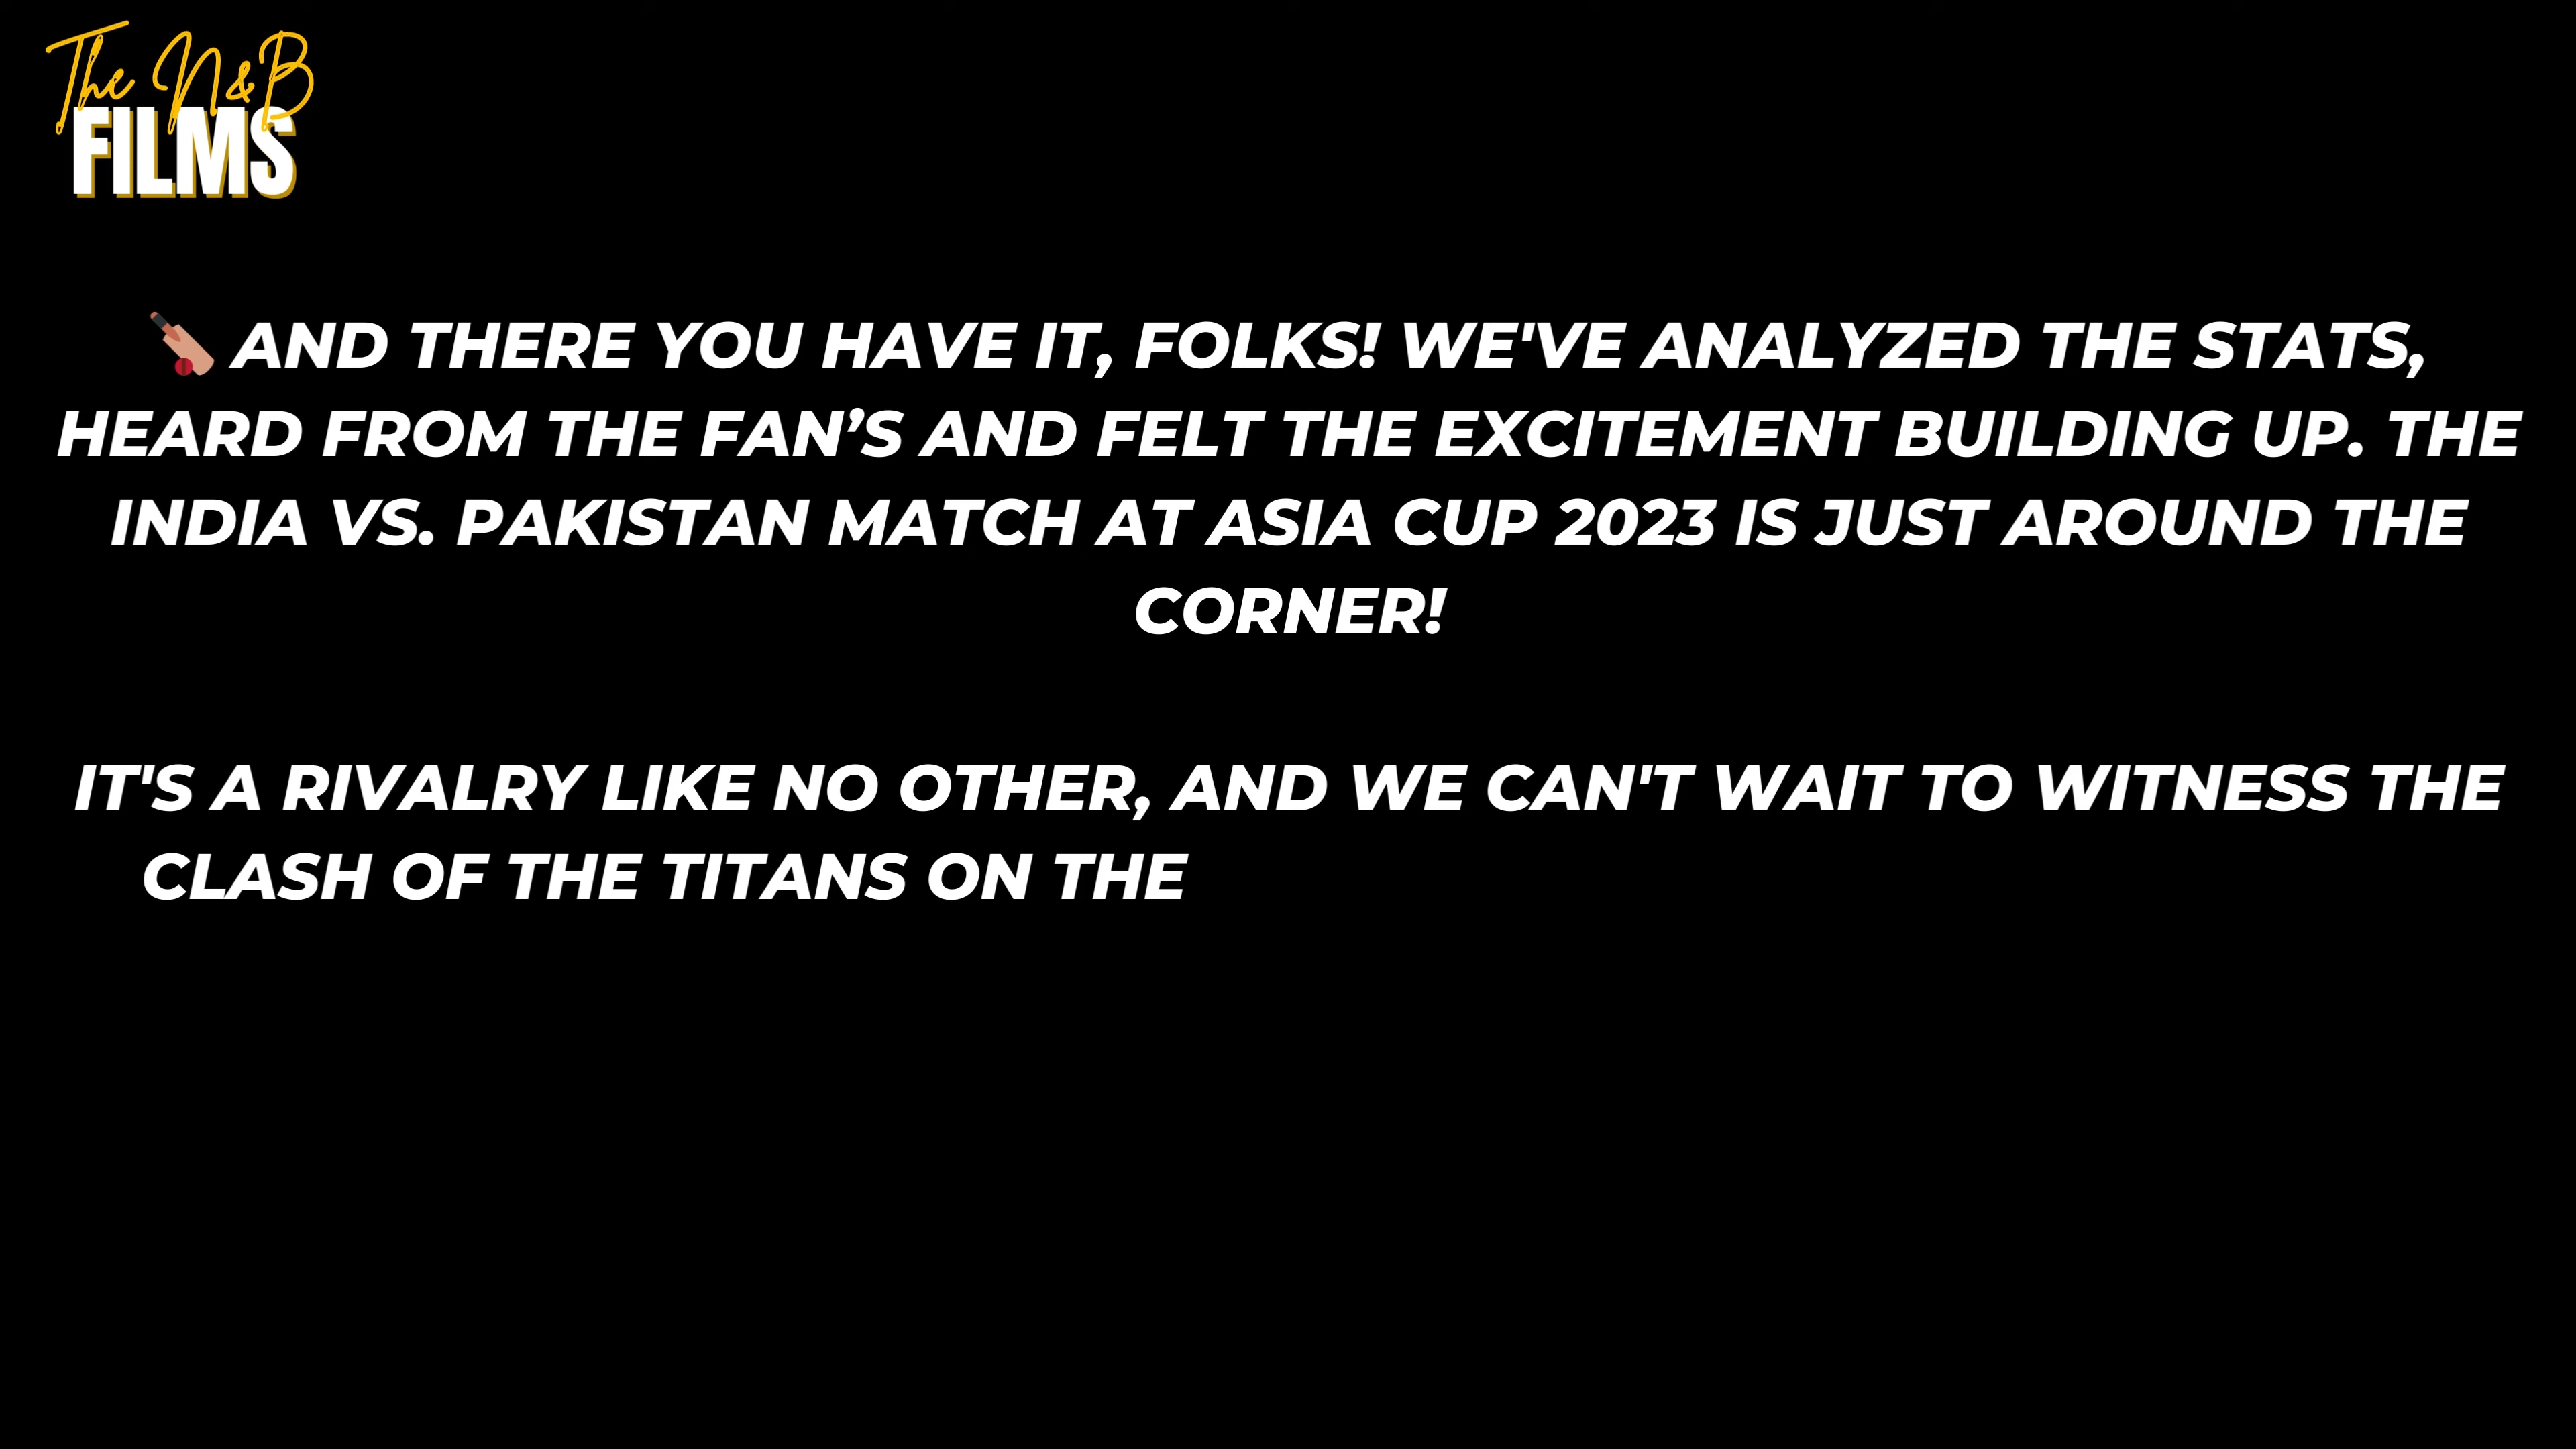 The N&B
FILMS
🏏 AND THERE YOU HAVE IT, FOLKS! WE'VE ANALYZED THE STATS,
HEARD FROM THE FAN’S AND FELT THE EXCITEMENT BUILDING UP. THE
INDIA VS. PAKISTAN MATCH AT ASIA CUP 2023 IS JUST AROUND THE
CORNER!
IT'S A RIVALRY LIKE NO OTHER, AND WE CAN'T WAIT TO WITNESS THE
CLASH OF THE TITANS ON THE